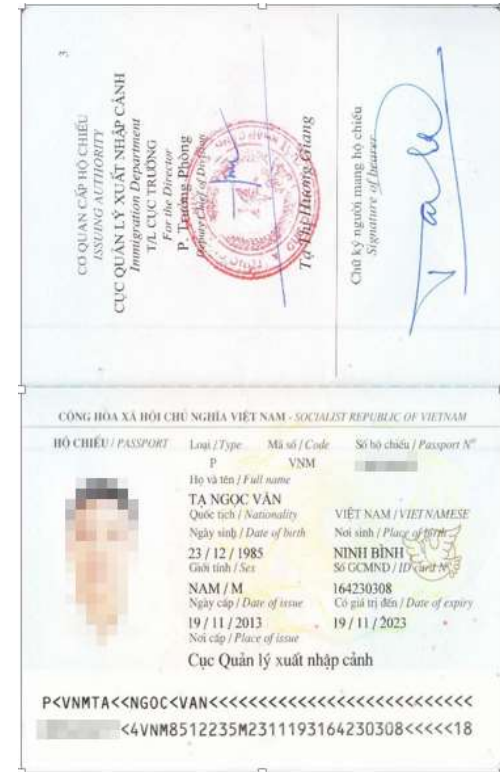 3
CƠ QUAN CẤP HỘ CHIẾU
ISSUING AUTHORITY
CỤC QUẢN LÝ XUẤT NHẬP CẢNH
Immigration Department
T/L CỤC TRƯỞNG
For the Director
P. Trưởng Phòng
Deputy Chief of Division
Tạ Thị Hương Giang
Chữ ký người mang hộ chiếu
Signature of bearer
CỘNG HÒA XÃ HỘI CHỦ NGHĨA VIỆT NAM - SOCIALIST REPUBLIC OF VIETNAM
HỘ CHIẾU / PASSPORT Loại / Type Mã số / Code Số hộ chiếu / Passport Nº
P VNM
Họ và tên / Full name
TẠ NGỌC VÂN
Quốc tịch / Nationality VIỆT NAM / VIETNAMESE
Ngày sinh / Date of birth Nơi sinh / Place of birth
23 / 12 / 1985 NINH BÌNH
Giới tính / Sex Số GCMND / ID card Nº
NAM / M 164230308
Ngày cấp / Date of issue Có giá trị đến / Date of expiry
19 / 11 / 2013 19 / 11 / 2023
Nơi cấp / Place of issue
Cục Quản lý xuất nhập cảnh
P<VNMTA<<NGOC<VAN<<<<<<<<<<<<<<<<<<<<<<<<<<<
<4VNM8512235M2311193164230308<<<<<18